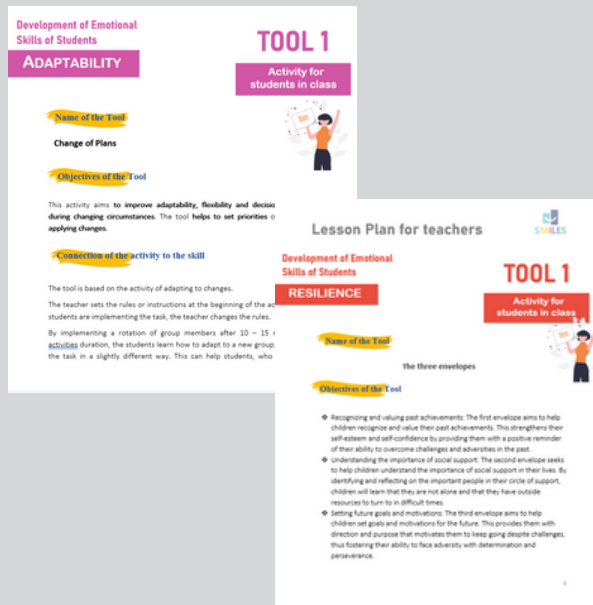 Development of Emotional
Skills of Students
ADAPTABILITY
TOOL 1
Activity for
students in class
Name of the Tool
Change of Plans
Objectives of the Tool
This activity aims to improve adaptability, flexibility and
during changing circumstances. The tool helps to set priorities
applying changes.
Connection of the activity to the skill
The tool is based on the activity of adapting to changes.
The teacher sets the rules or instructions at the beginning of the
students are implementing the task, the teacher changes the rules.
By implementing a rotation of group members after 10 – 15
activities duration, the students learn how to adapt to a new group
the task in a slightly different way. This can help students, who
Lesson Plan for teachers
SMILES
Development of Emotional
Skills of Students
RESILIENCE
TOOL 1
Activity for
students in class
Name of the Tool
The three envelopes
Objectives of the Tool
❖ Recognizing and valuing past achievements: The first envelope aims to help
children recognize and value their past achievements. This strengthens their
self-esteem and self-confidence by providing them with a positive reminder
of their ability to overcome challenges and adversities in the past.
❖ Understanding the importance of social support: The second envelope seeks
to help children understand the importance of social support in their lives. By
identifying and reflecting on the important people in their circle of support,
children will learn that they are not alone and that they have outside
resources to turn to in difficult times.
❖ Setting future goals and motivations: The third envelope aims to help
children set goals and motivations for the future. This provides them with
direction and purpose that motivates them to keep going despite challenges,
thus fostering their ability to face adversity with determination and
perseverance.